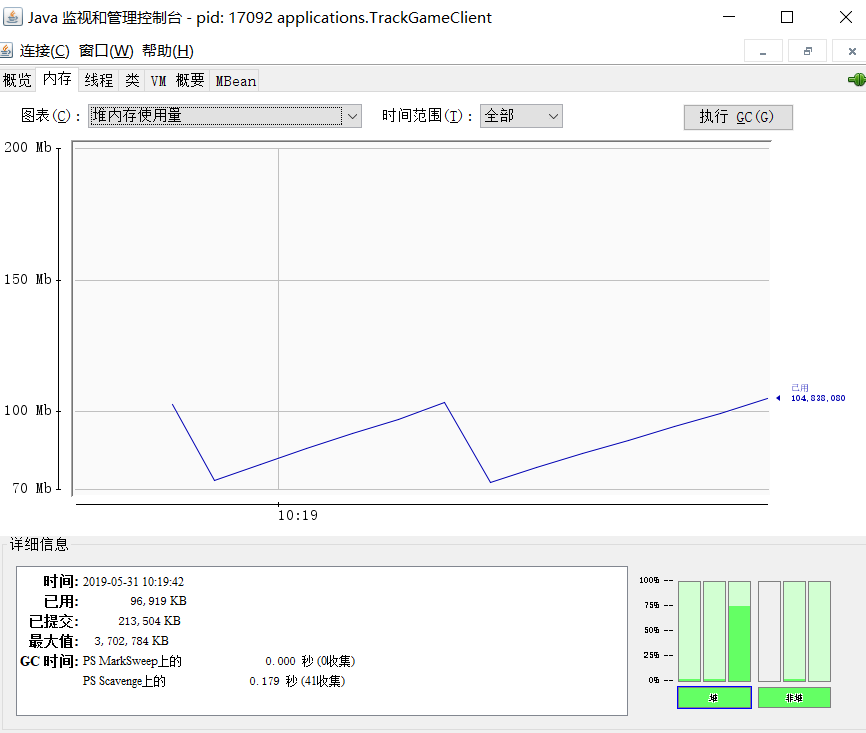 Java 监视和管理控制台 - pid: 17092 applications.TrackGameClient
连接(C) 窗口(W) 帮助(H)
概览 内存 线程 类 VM 概要 MBean
图表(C): 堆内存使用量 时间范围(T): 全部 执行 GC(G)
200 Mb
150 Mb
已用
104,838,080
100 Mb
70 Mb
10:19
详细信息
时间: 2019-05-31 10:19:42
已用: 96,919 KB
已提交: 213,504 KB
最大值: 3,702,784 KB
GC 时间: PS MarkSweep上的 0.000 秒 (0收集)
PS Scavenge上的 0.179 秒 (41收集)
100% --
75% --
50% --
25% --
0% --
堆 非堆